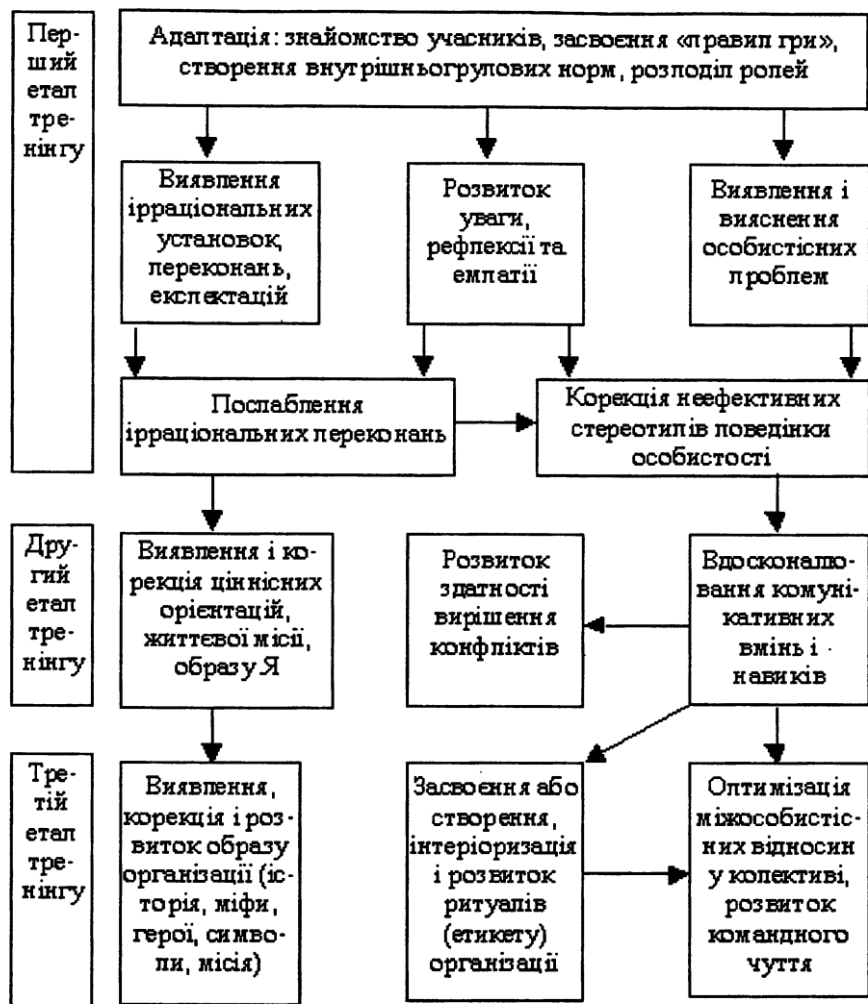 Пер-
ший
етап
тре-
нінгу
Адаптація: знайомство учасників, засвоєння «правил гри»,
створення внутрішньогрупових норм, розподіл ролей
Виявлення
ірраціональних
установок,
переконань,
експектацій
Розвиток
уваги,
рефлексії та
емпатії
Виявлення і
вияснення
особистісних
проблем
Послаблення
ірраціональних переконань
Корекція неефективних
стереотипів поведінки
особистості
Дру-
гий
етап
тре-
нінгу
Виявлення і ко-
рекція ціннісних
орієнтацій,
життєвої місії,
образу Я
Розвиток
здатності
вирішення
конфліктів
Вдосконалю-
вання комуні-
кативних
вмінь і
навиків
Тре-
тій
етап
тре-
нінгу
Виявлення,
корекція і роз-
виток образу
організації (іс-
торія, міфи,
герої, симво-
ли, місія)
Засвоєння або
створення,
інтеріоризація
і розвиток
ритуалів
(етикету)
організації
Оптимізація
міжособистіс-
них відносин
у колективі,
розвиток
командного
чуття